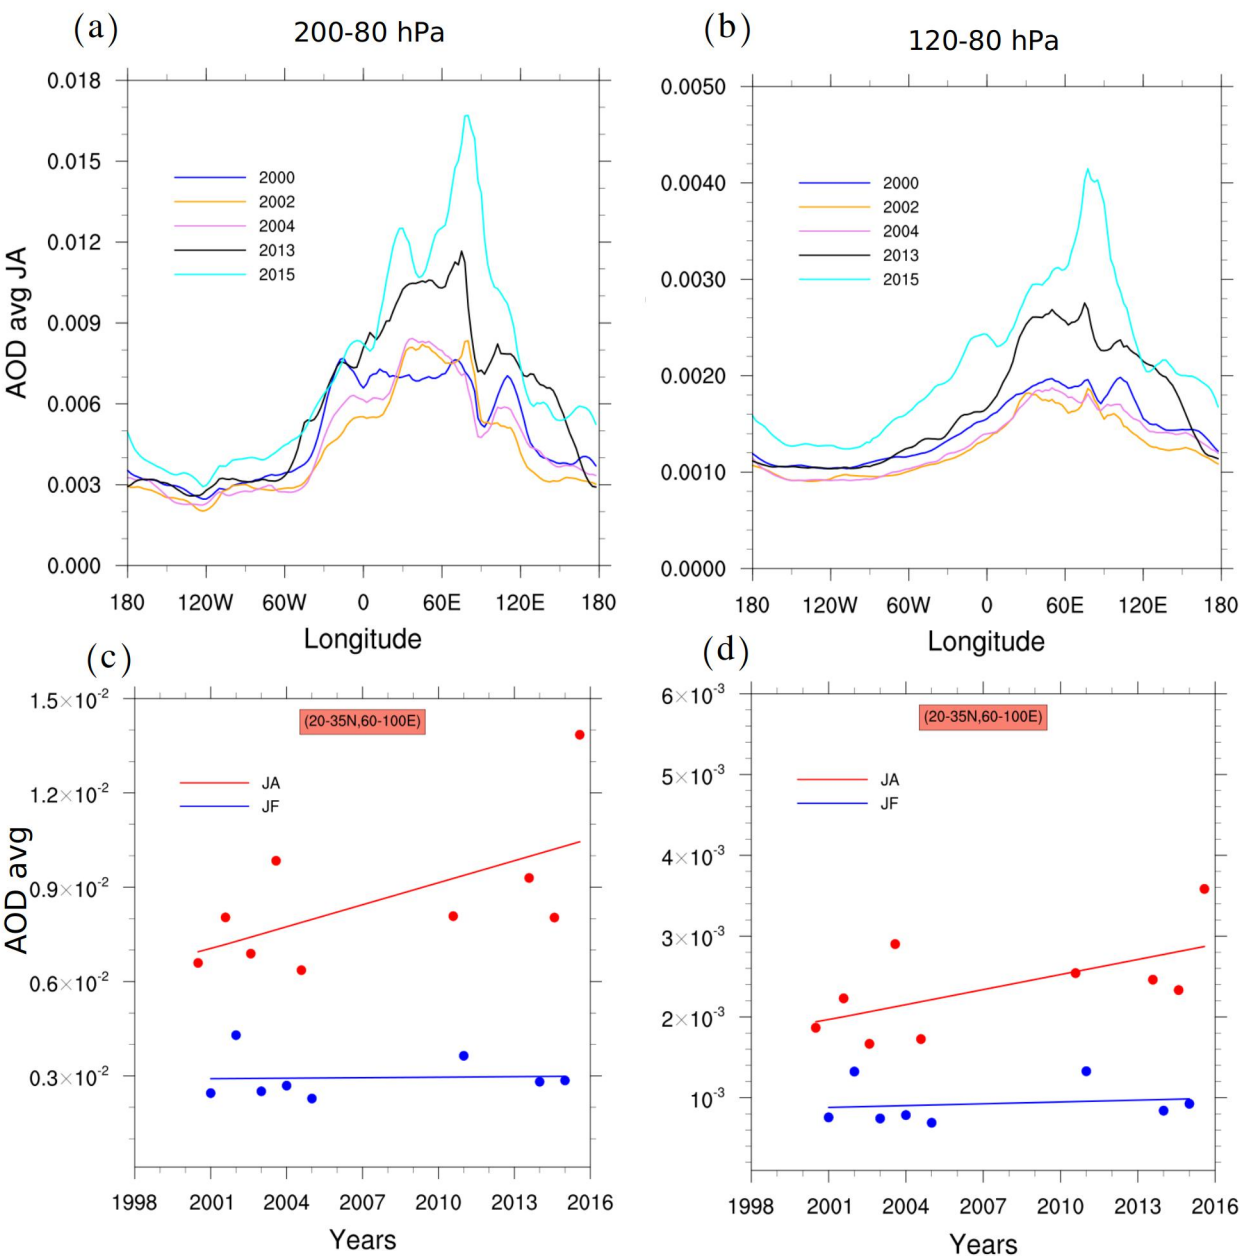 (a) 200-80 hPa
0.018
0.015
0.012
0.009
0.006
0.003
0.000
AOD avg JA
2000
2002
2004
2013
2015
180 120W 60W 0 60E 120E 180
Longitude
(b) 120-80 hPa
0.0050
0.0040
0.0030
0.0020
0.0010
0.0000
2000
2002
2004
2013
2015
180 120W 60W 0 60E 120E 180
Longitude
(c)
1.5×10⁻²
1.2×10⁻²
0.9×10⁻²
0.6×10⁻²
0.3×10⁻²
AOD avg
(20-35N,60-100E)
JA
JF
1998 2001 2004 2007 2010 2013 2016
Years
(d)
6×10⁻³
5×10⁻³
4×10⁻³
3×10⁻³
2×10⁻³
10⁻³
(20-35N,60-100E)
JA
JF
1998 2001 2004 2007 2010 2013 2016
Years